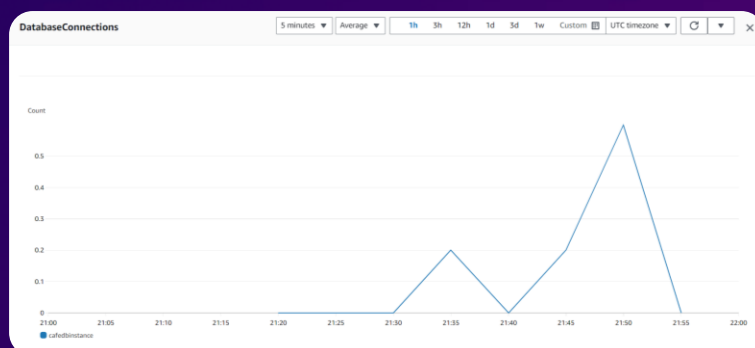 DatabaseConnections
5 minutes Average 1h 3h 12h 1d 3d 1w Custom UTC timezone
Count
0.5
0.4
0.3
0.2
0.1
0
21:00 21:05 21:10 21:15 21:20 21:25 21:30 21:35 21:40 21:45 21:50 21:55 22:00
cafedbinstance